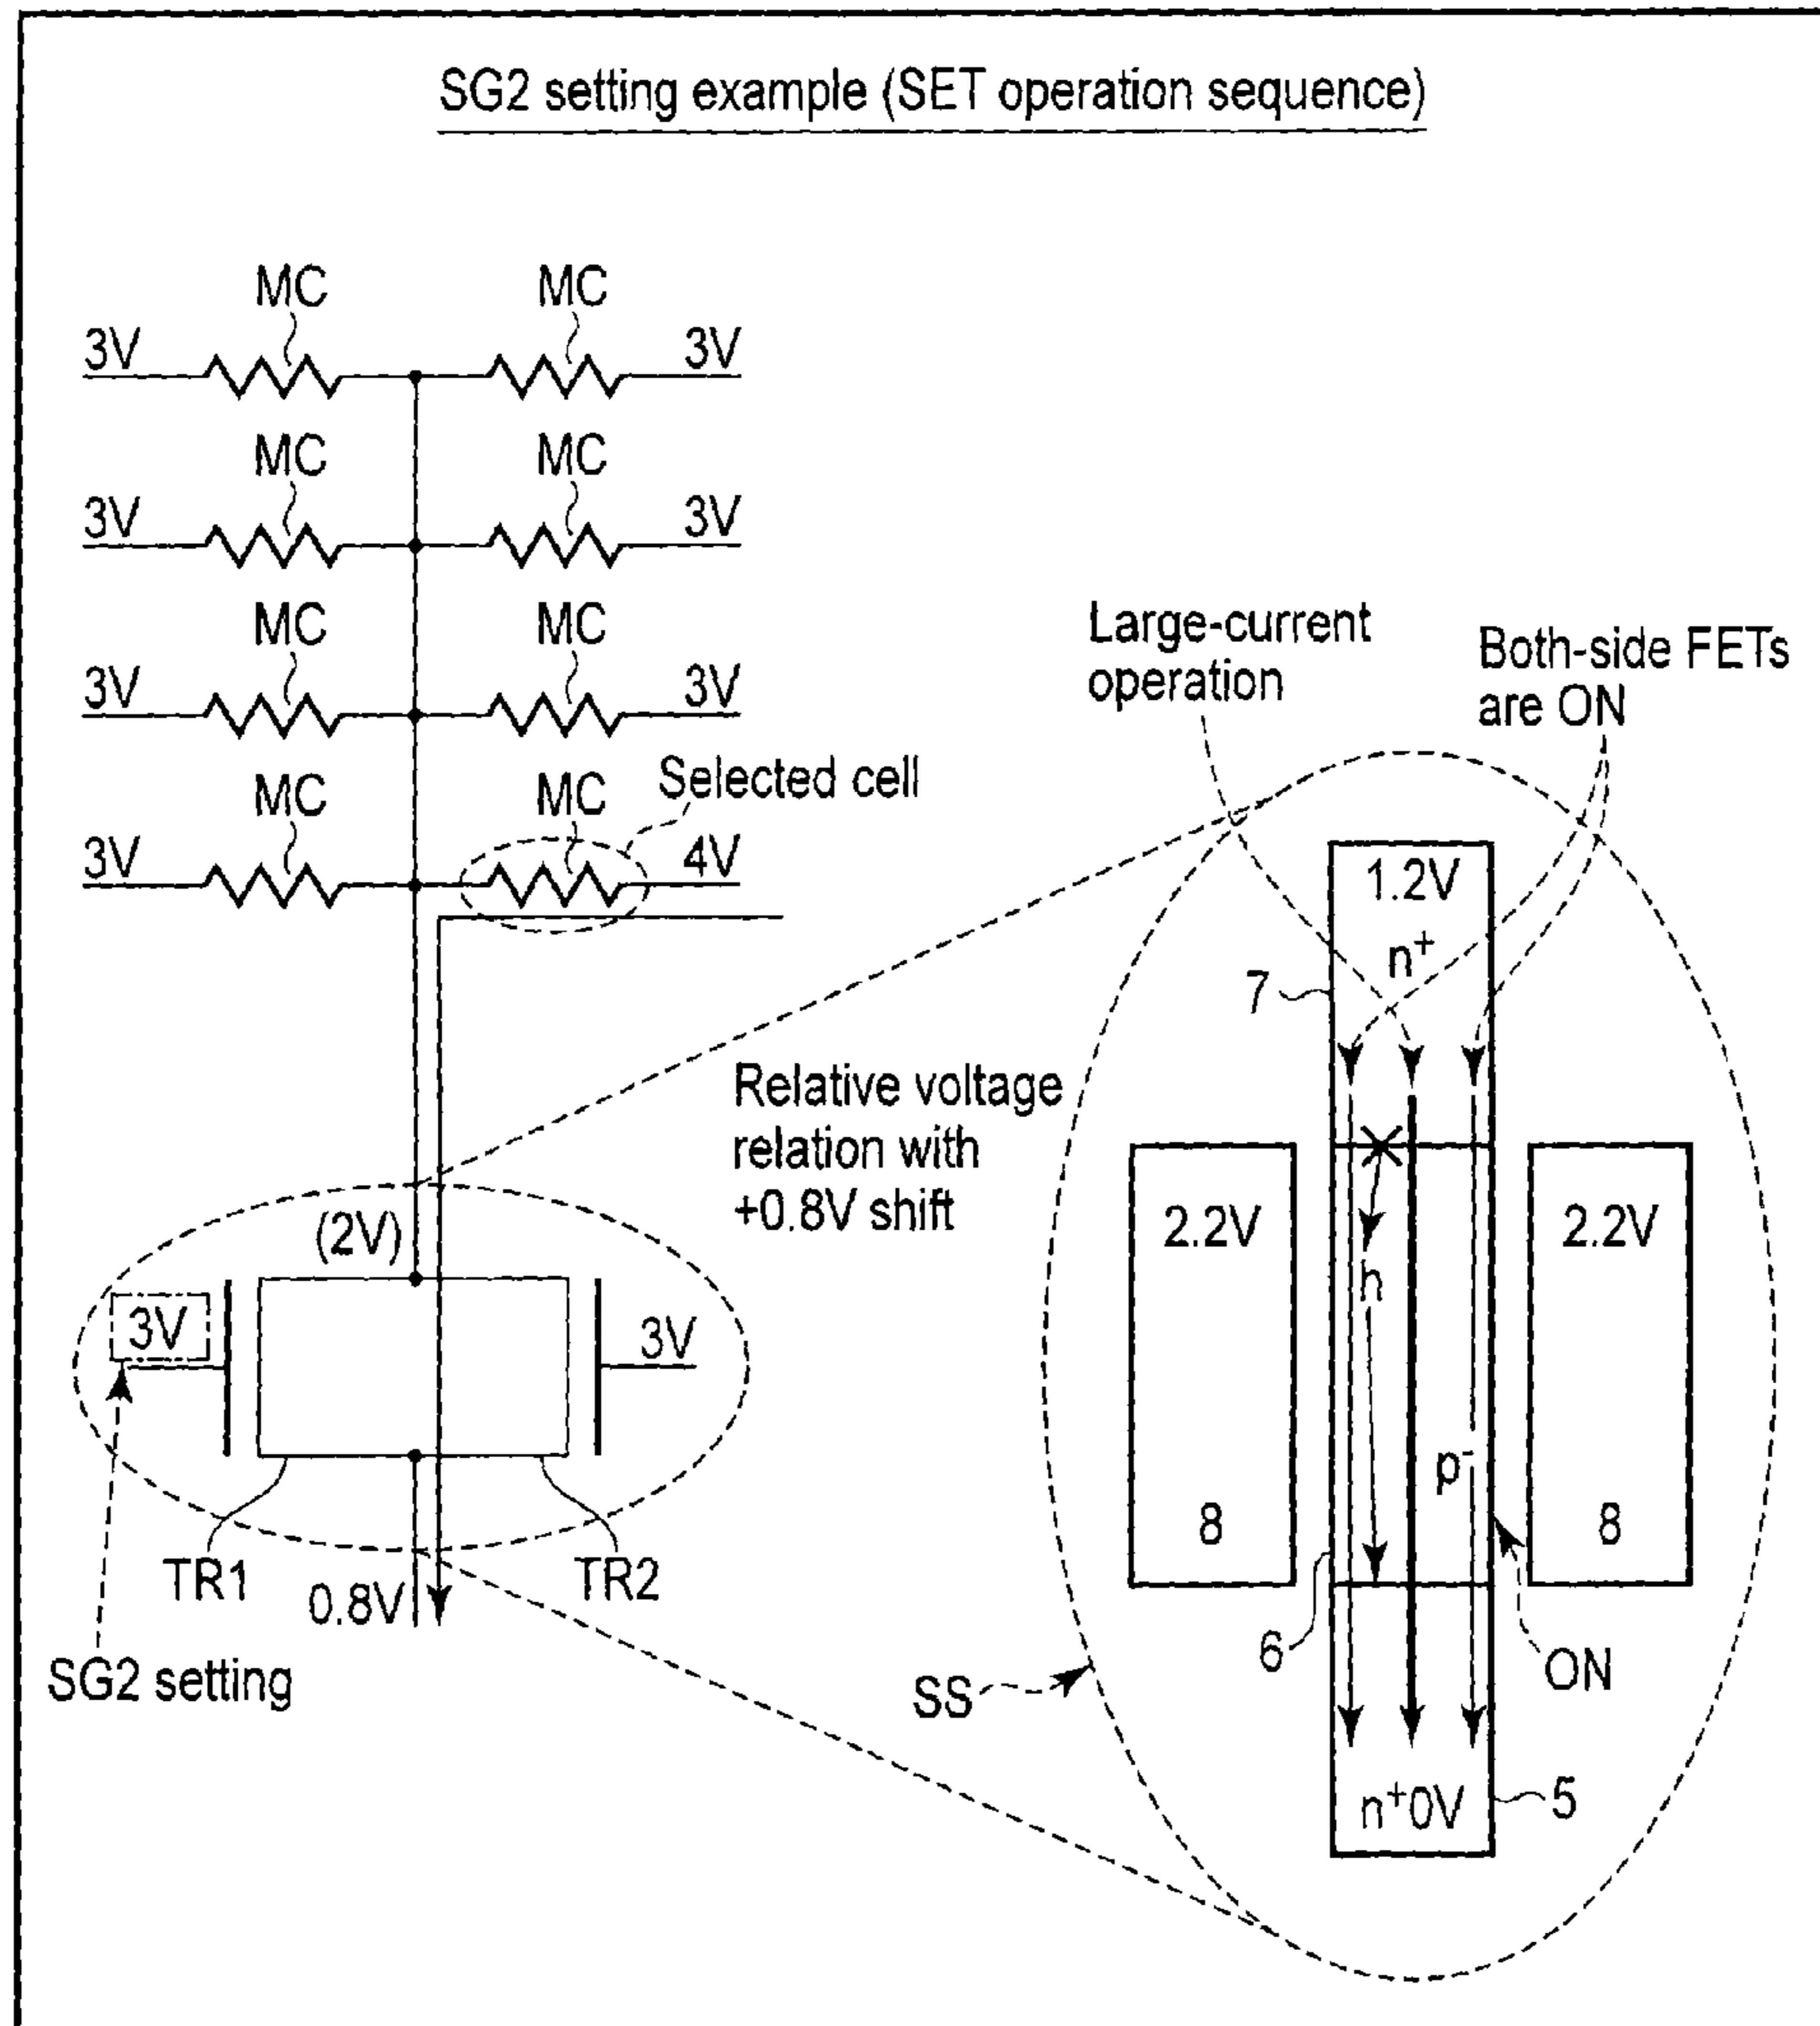 SG2 setting example (SET operation sequence)
MC MC
3V 3V
MC MC
3V 3V
MC MC
3V 3V
MC MC Selected cell
3V 4V
Large-current
operation
Both-side FETs
are ON
1.2V
n+
7
Relative voltage
relation with
+0.8V shift
(2V)
3V 3V
TR1 TR2
0.8V
SG2 setting
2.2V 2.2V
h
p-
8 8
6
ON
SS
n+0V 5